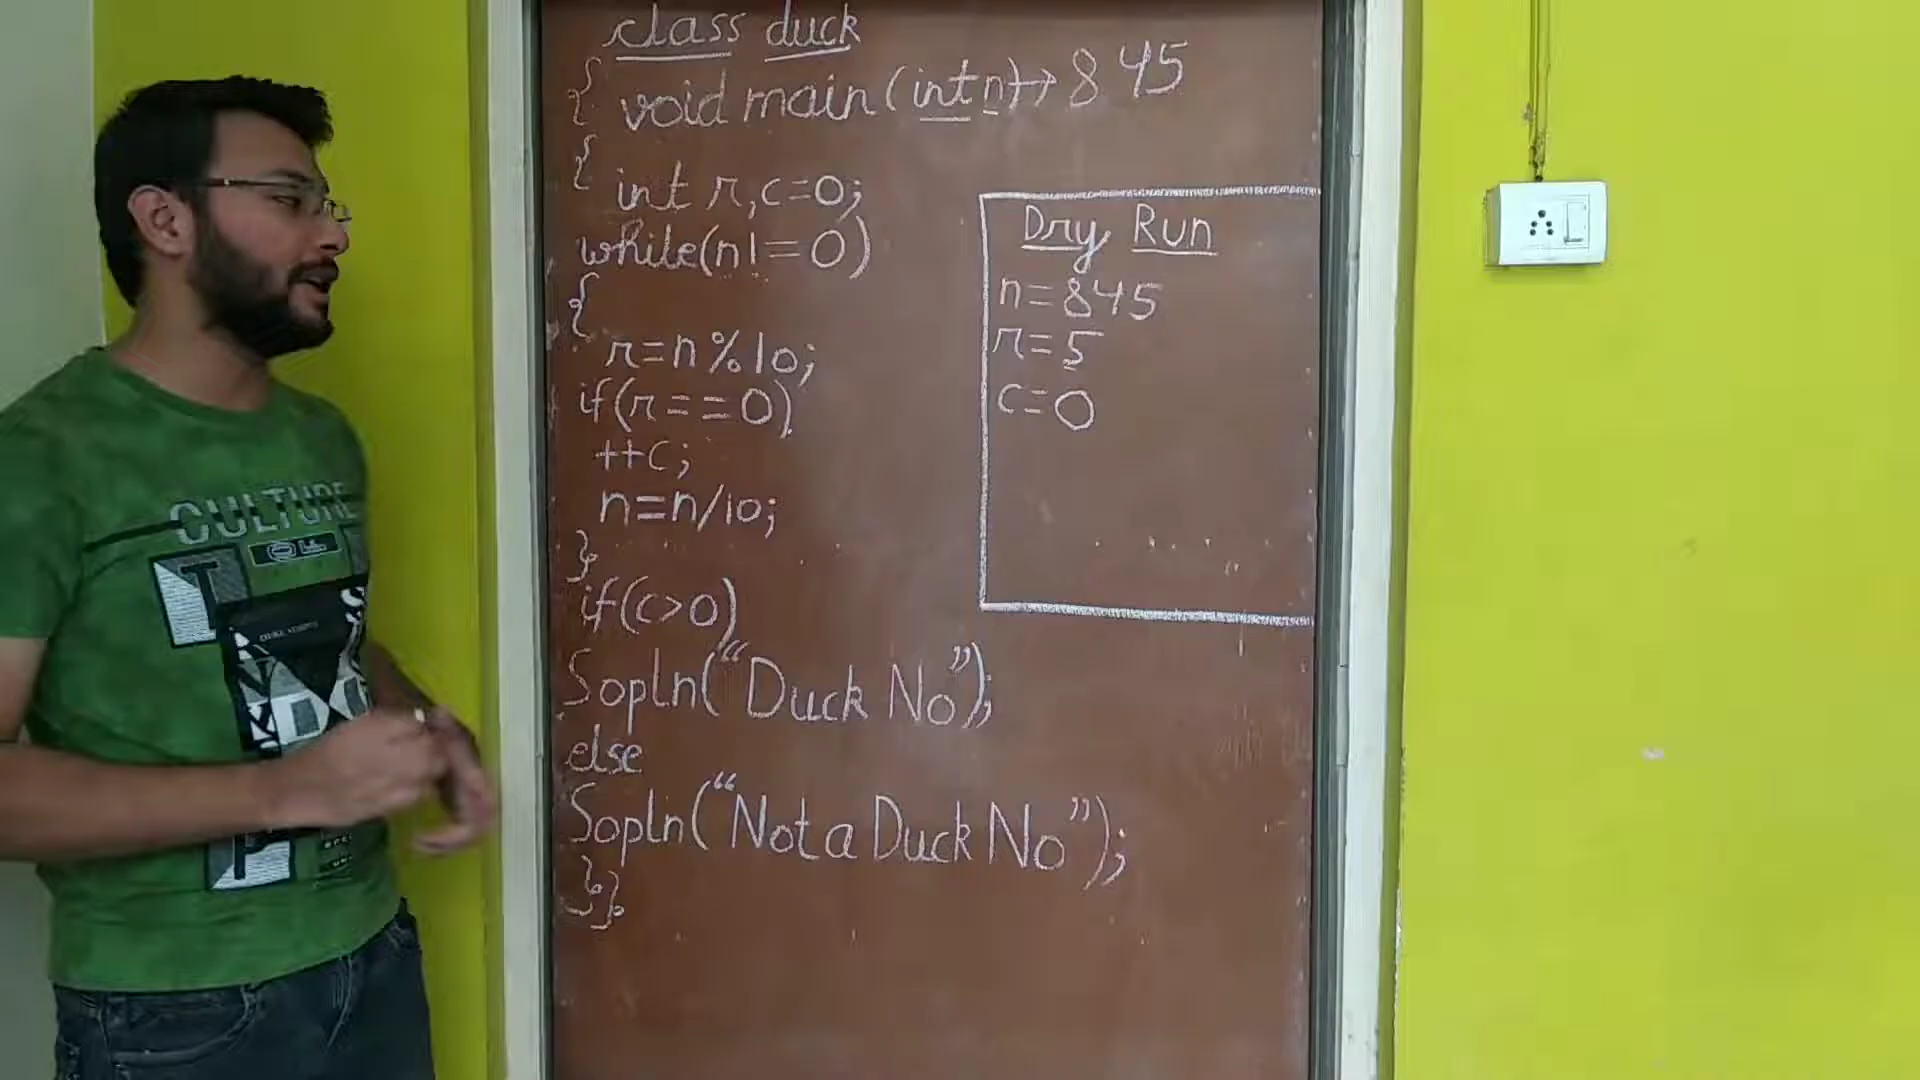 class duck
{ void main(int n)→ 845
{
int r,c=0;
while(n!=0)
{
r=n%10;
if(r==0)
++c;
n=n/10;
}
if(c>0)
Sopln("Duck No");
else
Sopln("Not a Duck No");
}}
Dry Run
n=845
r=5
c=0
CULTURE
T
P